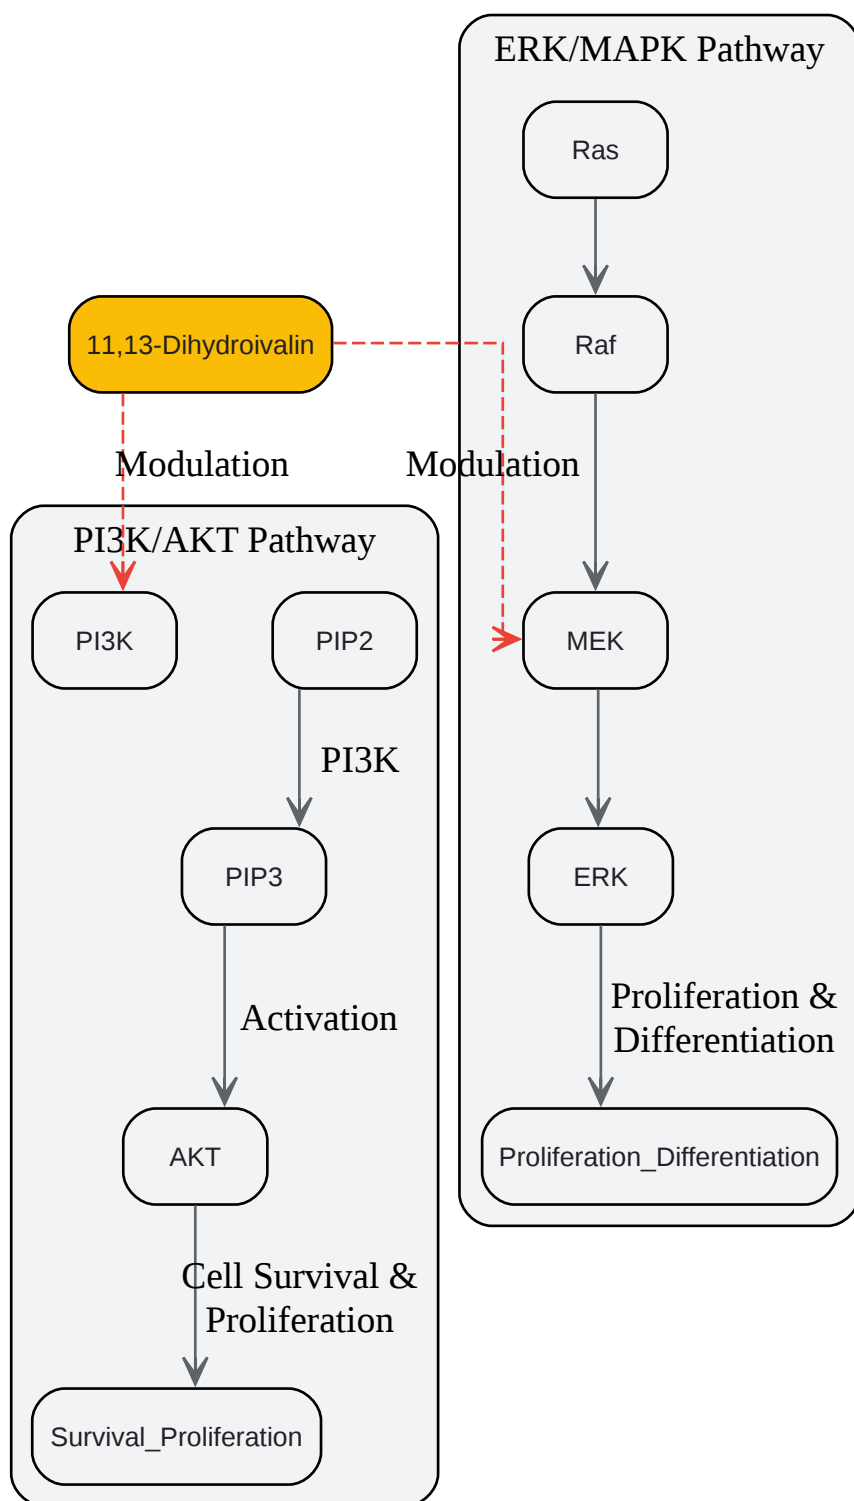 ERK/MAPK Pathway
Ras
11,13-Dihydroivalin
Raf
Modulation
Modulation
PI3K/AKT Pathway
PI3K
PIP2
MEK
PI3K
PIP3
ERK
Activation
Proliferation &
Differentiation
AKT
Proliferation_Differentiation
Cell Survival &
Proliferation
Survival_Proliferation